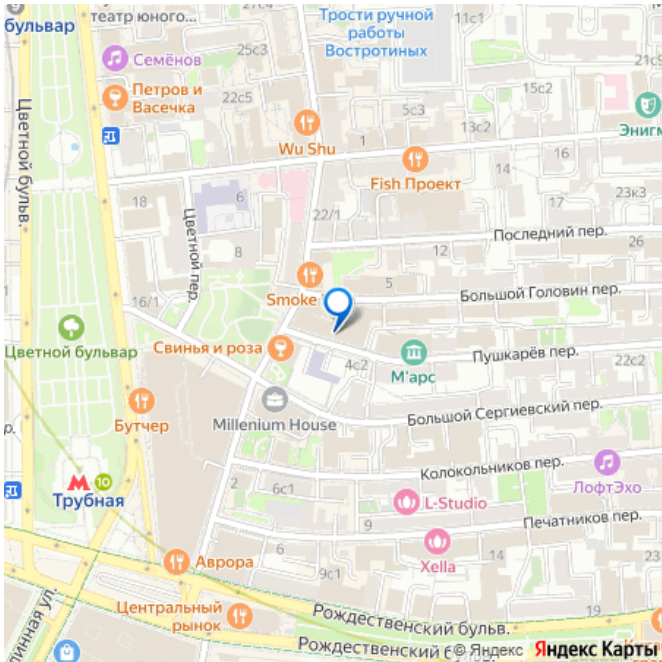 театр юного...
бульвар
25с3
21с9
Трости ручной
работы
Востротиных
Семёнов
Петров и
Васечка
22с5
15с2
5с3
13с2
Энигм
Wu Shu
1
16
Fish Проект
14
23к3
18
6
22/1
Цветной бульв.
Цветной пер.
8
12
Последний пер.
26
5
Smoke
Большой Головин пер.
16/1
Цветной бульвар
Свинья и роза
4с2
М'арс
Пушкарёв пер.
22с2
Бутчер
Millenium House
Большой Сергиевский пер.
Колокольников пер.
ЛофтЭхо
М 10
Трубная
2
6с1
L-Studio
9
Печатников пер.
Xella
14
6
Аврора
9с1
Центральный
рынок
19
Рождественский бульв.
линная ул.
Рождественский б
© Яндекс Яндекс Карты